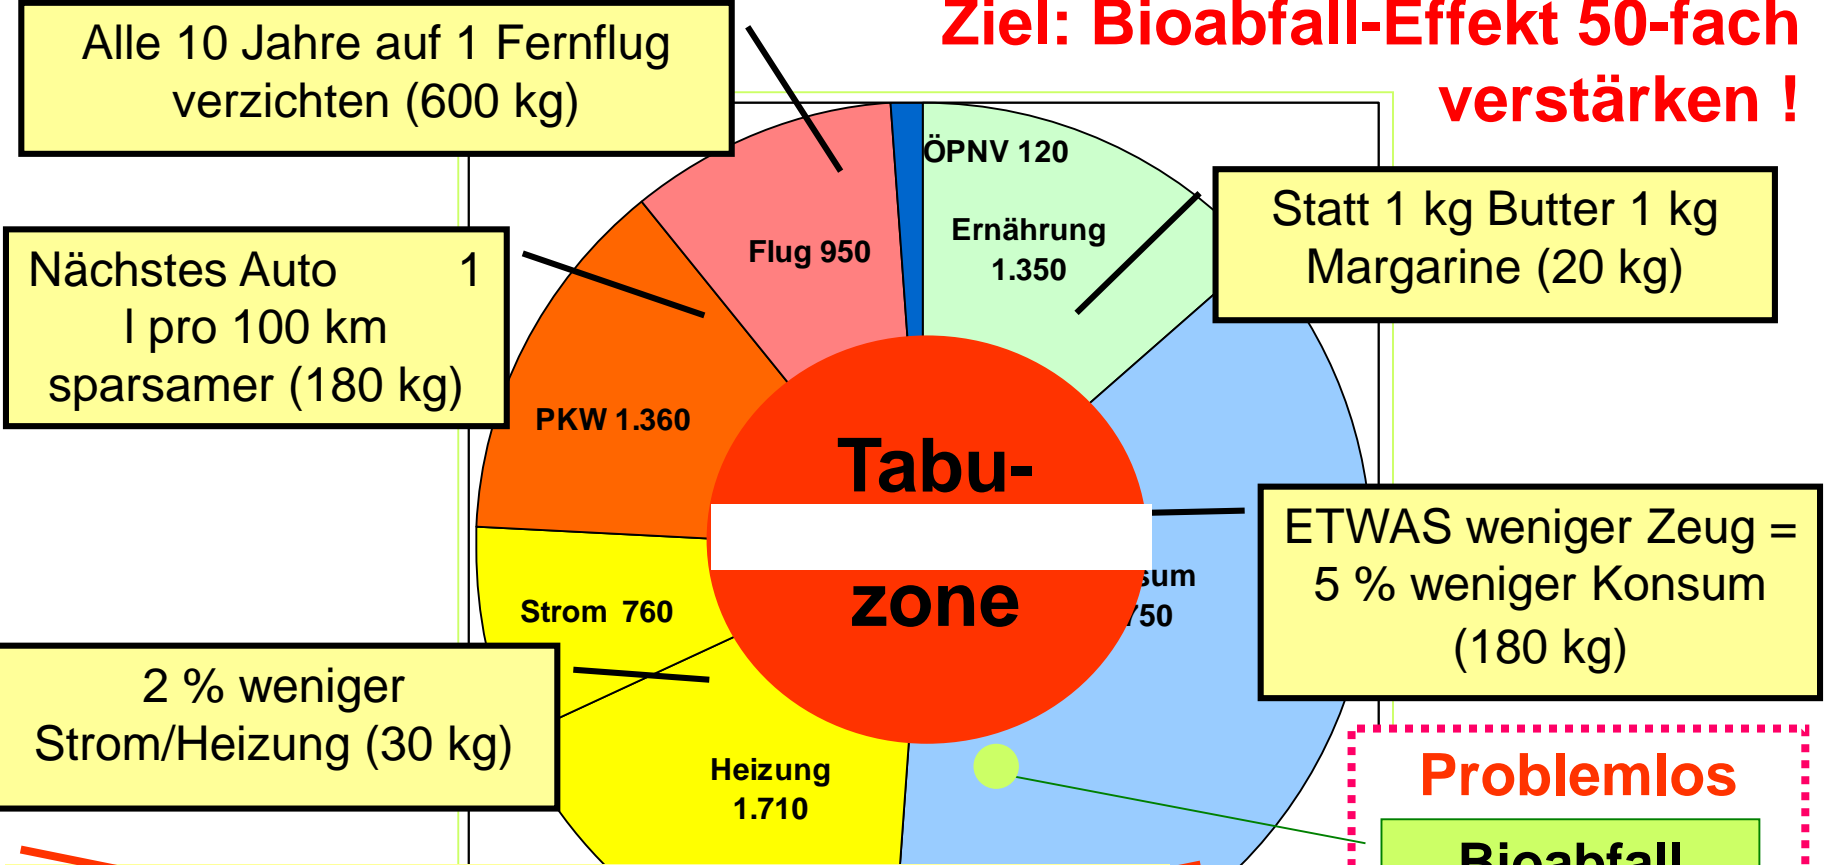 Ziel: Bioabfall-Effekt 50-fach
verstärken !
Alle 10 Jahre auf 1 Fernflug
verzichten (600 kg)
ÖPNV 120
Ernährung
1.350
Flug 950
Statt 1 kg Butter 1 kg
Margarine (20 kg)
Nächstes Auto 1
l pro 100 km
sparsamer (180 kg)
PKW 1.360
Tabu-
zone
sum
750
ETWAS weniger Zeug =
5 % weniger Konsum
(180 kg)
Strom 760
2 % weniger
Strom/Heizung (30 kg)
Heizung
1.710
Problemlos
Bioabfall